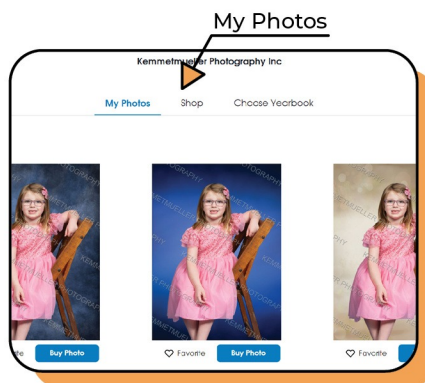 My Photos
Kemmetmueller Photography Inc
My Photos Shop Choose Yearbook
Buy Photo Favorite Buy Photo Favorite